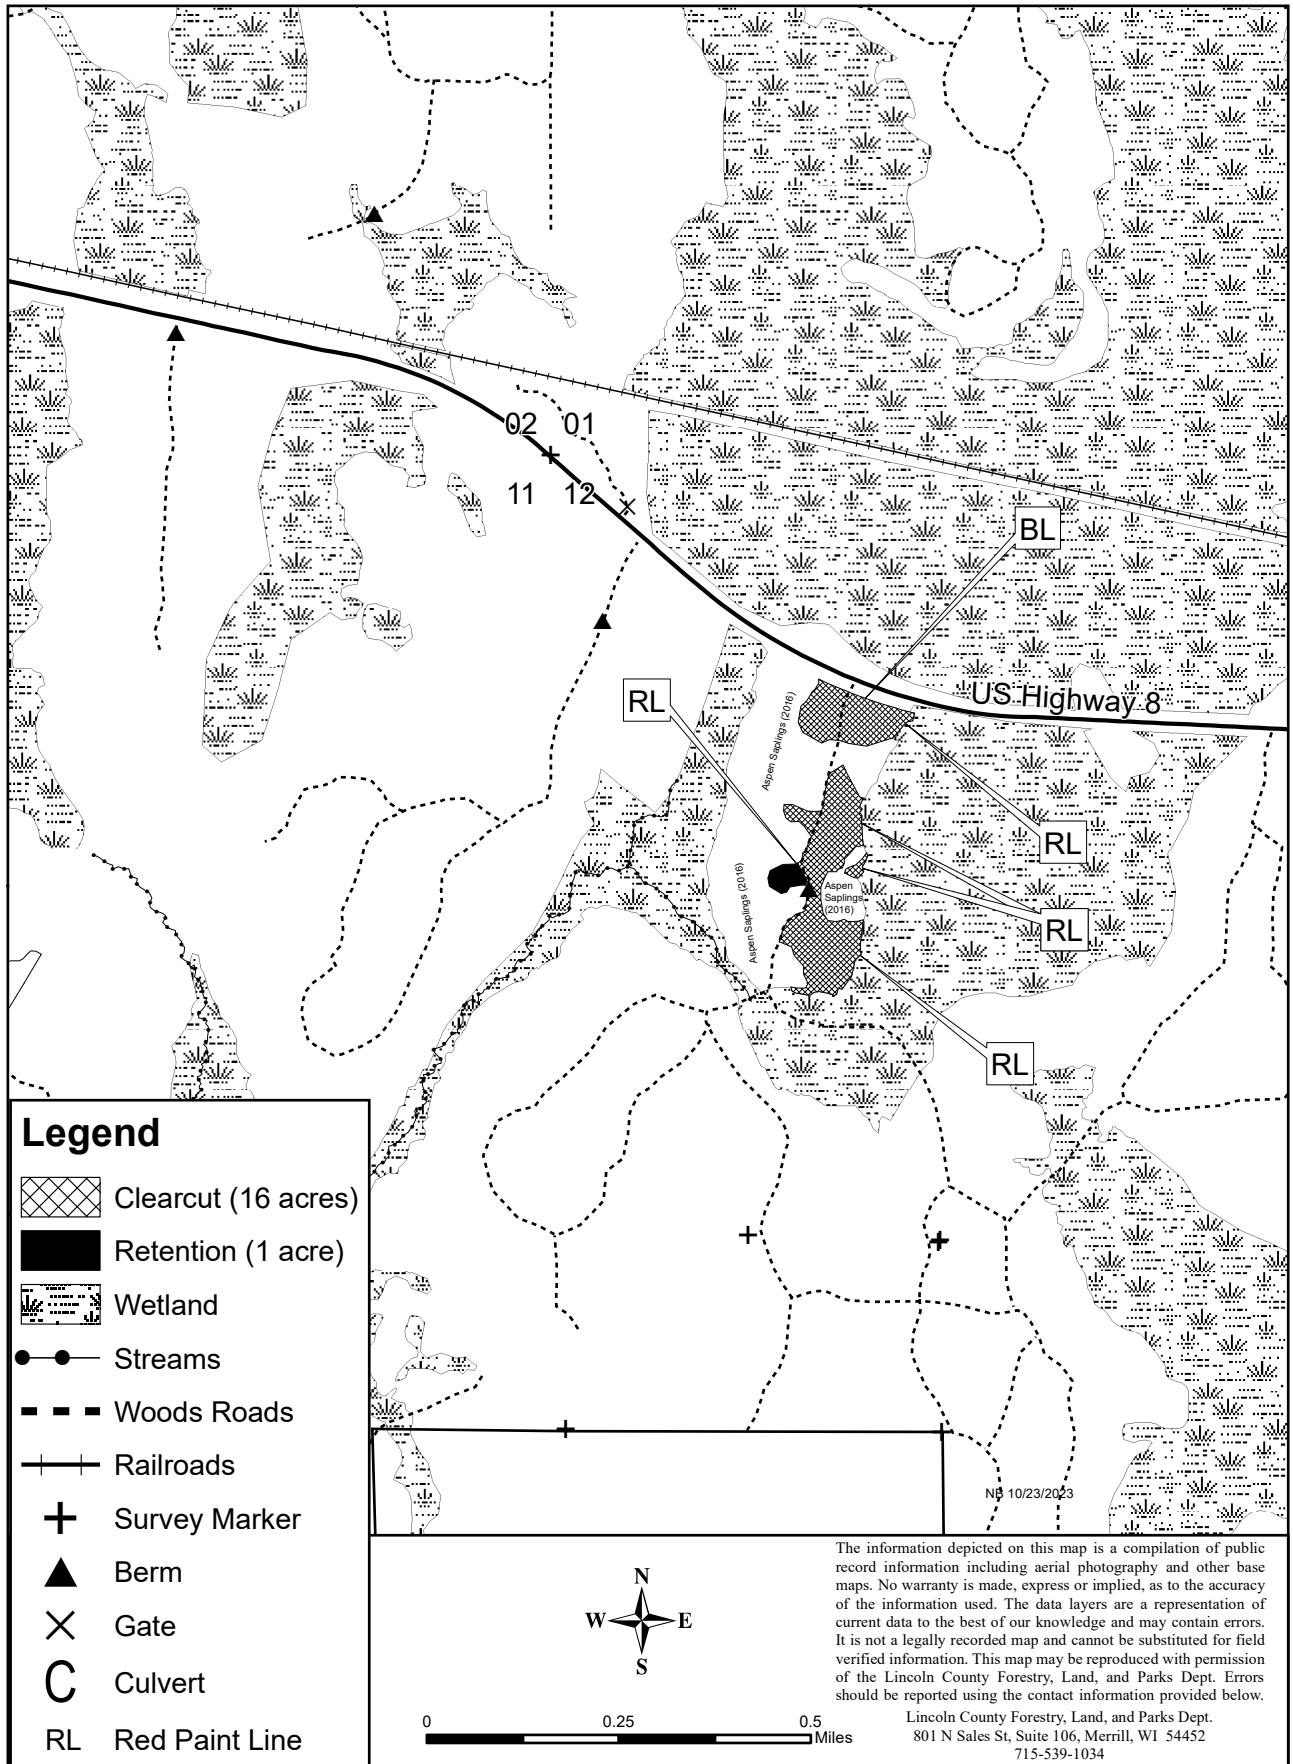 02 01
11 12
BL
US Highway 8
RL
Aspen Saplings (2016)
RL
Aspen Saplings (2016)
Aspen
Saplings
(2016)
RL
RL
NB 10/23/2023
Legend
Clearcut (16 acres)
Retention (1 acre)
Wetland
Streams
Woods Roads
Railroads
Survey Marker
Berm
Gate
C Culvert
RL Red Paint Line
N
W E
S
0 0.25 0.5
Miles
The information depicted on this map is a compilation of public
record information including aerial photography and other base
maps. No warranty is made, express or implied, as to the accuracy
of the information used. The data layers are a representation of
current data to the best of our knowledge and may contain errors.
It is not a legally recorded map and cannot be substituted for field
verified information. This map may be reproduced with permission
of the Lincoln County Forestry, Land, and Parks Dept. Errors
should be reported using the contact information provided below.
Lincoln County Forestry, Land, and Parks Dept.
801 N Sales St, Suite 106, Merrill, WI 54452
715-539-1034